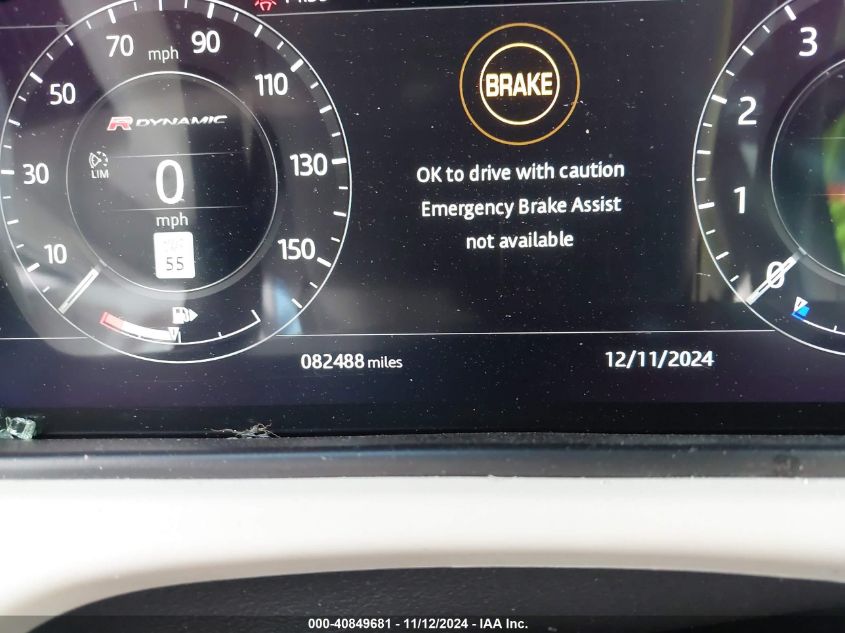 70 mph 90
50 110
R DYNAMIC
30 LIM 0 130
mph
55
10 150
BRAKE
OK to drive with caution
Emergency Brake Assist
not available
3
2
1
0
082488 miles 12/11/2024
000-40849681 - 11/12/2024 - IAA Inc.